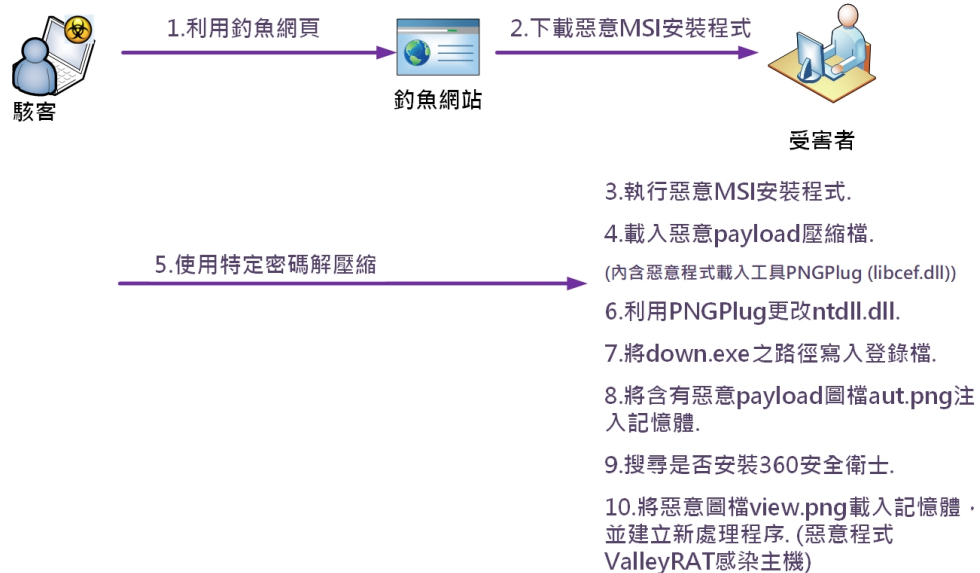 1.利用釣魚網頁
2.下載惡意MSI安裝程式
駭客
釣魚網站
受害者
3.執行惡意MSI安裝程式.
4.載入惡意payload壓縮檔.
5.使用特定密碼解壓縮
(內含惡意程式載入工具PNGPlug (libcef.dll))
6.利用PNGPlug更改ntdll.dll.
7.將down.exe之路徑寫入登錄檔.
8.將含有惡意payload圖檔aut.png注
入記憶體.
9.搜尋是否安裝360安全衛士.
10.將惡意圖檔view.png載入記憶體，
並建立新處理程序. (惡意程式
ValleyRAT感染主機)